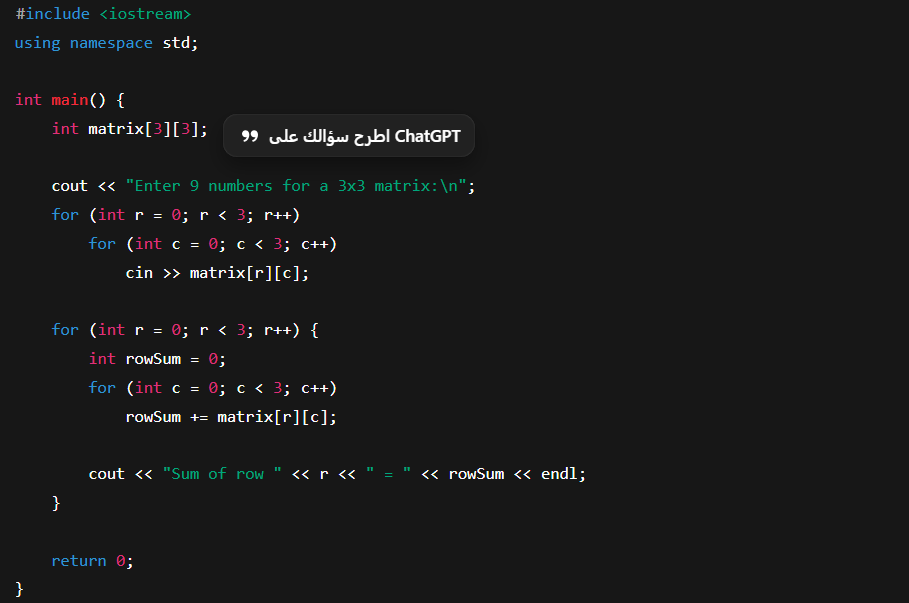 #include <iostream>
using namespace std;
int main() {
    int matrix[3][3];
اطرح سؤالك على ChatGPT
    cout << "Enter 9 numbers for a 3x3 matrix:\n";
    for (int r = 0; r < 3; r++)
        for (int c = 0; c < 3; c++)
            cin >> matrix[r][c];
    for (int r = 0; r < 3; r++) {
        int rowSum = 0;
        for (int c = 0; c < 3; c++)
            rowSum += matrix[r][c];
        cout << "Sum of row " << r << " = " << rowSum << endl;
    }
    return 0;
}